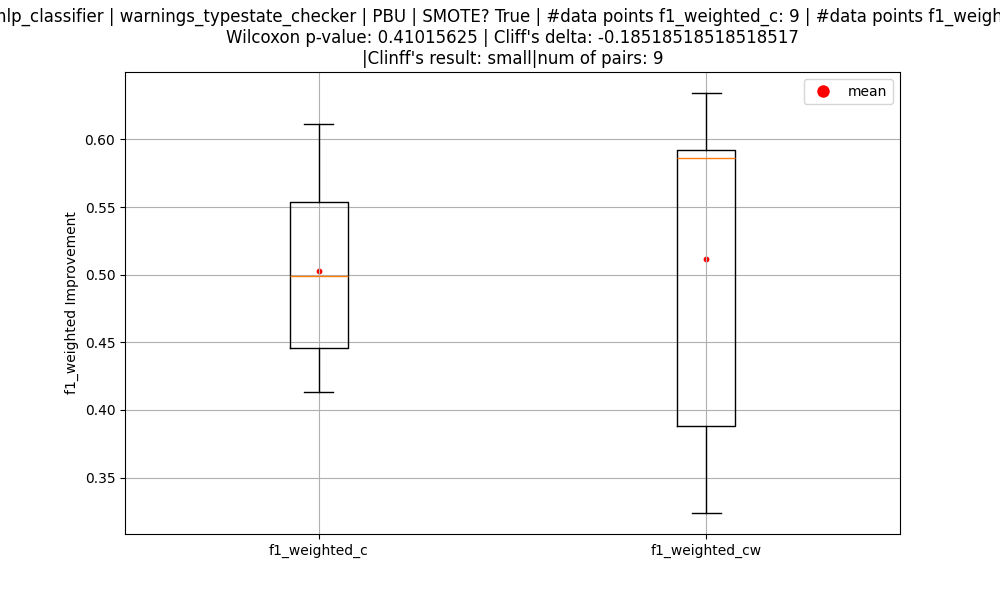 nlp_classifier | warnings_typestate_checker | PBU | SMOTE? True | #data points f1_weighted_c: 9 | #data points f1_weigh
Wilcoxon p-value: 0.41015625 | Cliff's delta: -0.18518518518518517
|Clinff's result: small|num of pairs: 9
mean
0.60
0.55
0.50
0.45
0.40
0.35
f1_weighted Improvement
f1_weighted_c
f1_weighted_cw